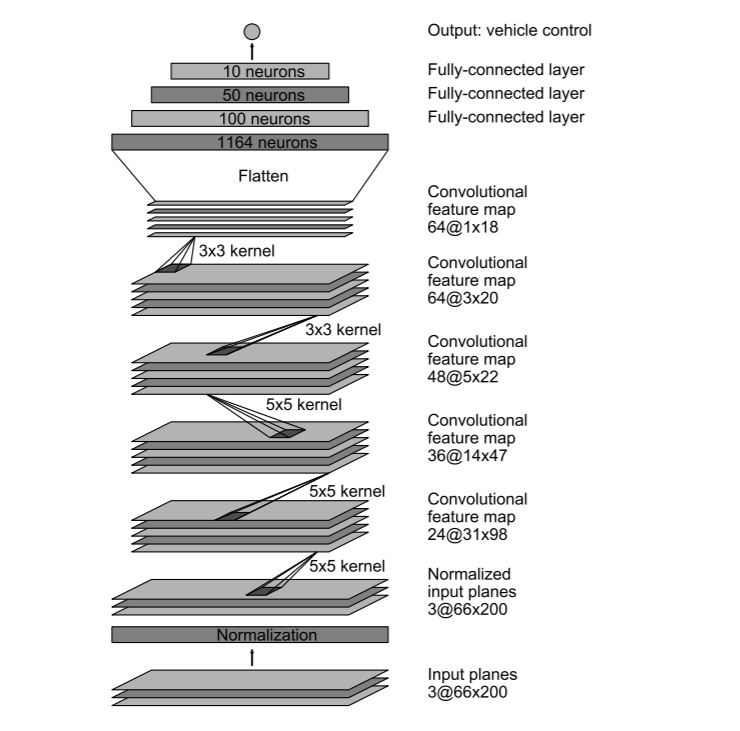 Output: vehicle control
10 neurons
Fully-connected layer
50 neurons
Fully-connected layer
100 neurons
Fully-connected layer
1164 neurons
Flatten
Convolutional
feature map
64@1x18
3x3 kernel
Convolutional
feature map
64@3x20
3x3 kernel
Convolutional
feature map
48@5x22
5x5 kernel
Convolutional
feature map
36@14x47
5x5 kernel
Convolutional
feature map
24@31x98
5x5 kernel
Normalized
input planes
3@66x200
Normalization
Input planes
3@66x200